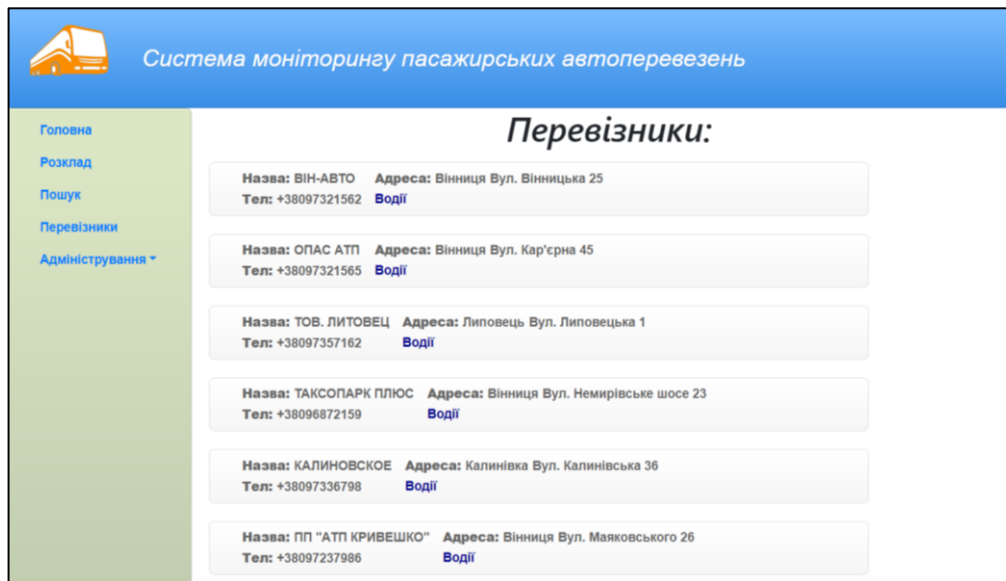 Система моніторингу пасажирських автоперевезень
Головна
Розклад
Пошук
Перевізники
Адміністрування
Перевізники:
Назва: ВІН-АВТО Адреса: Вінниця Вул. Вінницька 25
Тел: +38097321562 Водії
Назва: ОПАС АТП Адреса: Вінниця Вул. Кар'єрна 45
Тел: +38097321565 Водії
Назва: ТОВ. ЛИТОВЕЦ Адреса: Липовець Вул. Липовецька 1
Тел: +38097357162 Водії
Назва: ТАКСОПАРК ПЛЮС Адреса: Вінниця Вул. Немирівське шосе 23
Тел: +38096872159 Водії
Назва: КАЛИНОВСКОЕ Адреса: Калинівка Вул. Калинівська 36
Тел: +38097336798 Водії
Назва: ПП "АТП КРИВЕШКО" Адреса: Вінниця Вул. Маяковського 26
Тел: +38097237986 Водії